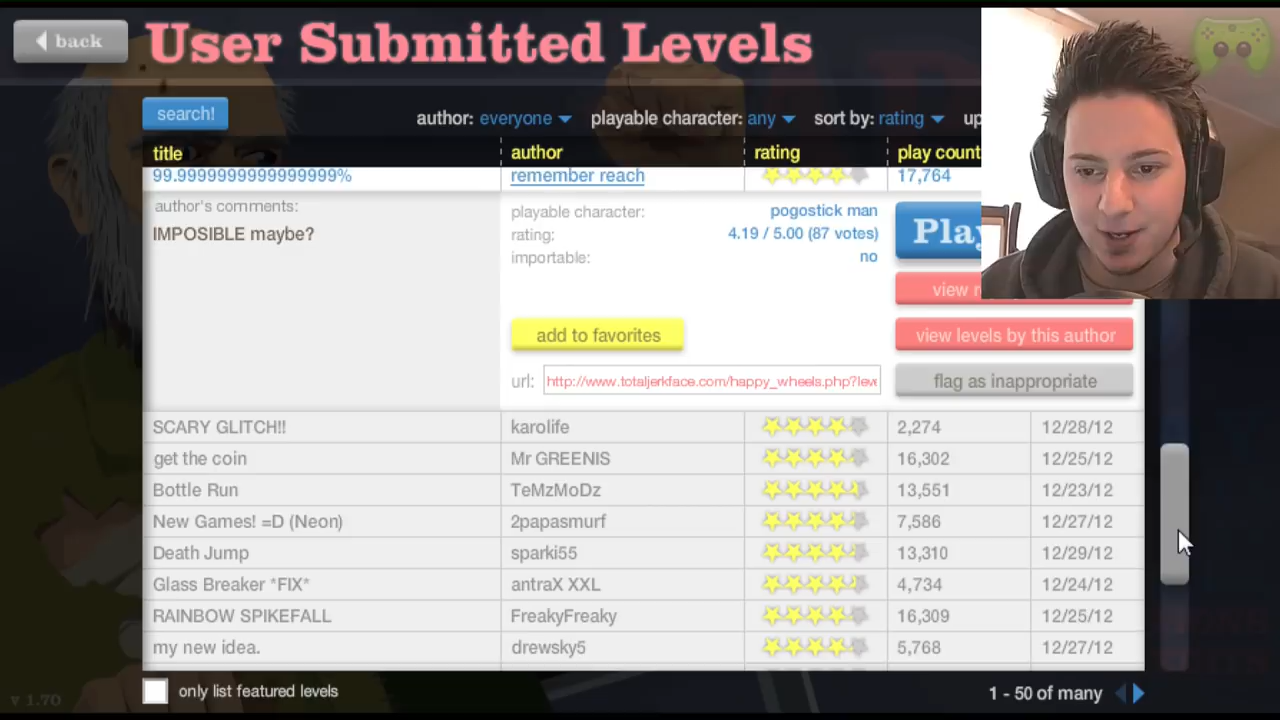 back
User Submitted Levels
search!
author: everyone playable character: any sort by: rating up
title author rating play count
99.9999999999999999% remember reach 17,764
author's comments:
IMPOSIBLE maybe?
playable character: pogostick man
rating: 4.19 / 5.00 (87 votes)
importable: no
Play
view r
add to favorites
view levels by this author
url: http://www.totaljerkface.com/happy_wheels.php?leve
flag as inappropriate
SCARY GLITCH!! karolife 2,274 12/28/12
get the coin Mr GREENIS 16,302 12/25/12
Bottle Run TeMzMoDz 13,551 12/23/12
New Games! =D (Neon) 2papasmurf 7,586 12/27/12
Death Jump sparki55 13,310 12/29/12
Glass Breaker *FIX* antraX XXL 4,734 12/24/12
RAINBOW SPIKEFALL FreakyFreaky 16,309 12/25/12
my new idea. drewsky5 5,768 12/27/12
only list featured levels
1 - 50 of many
v 1.70